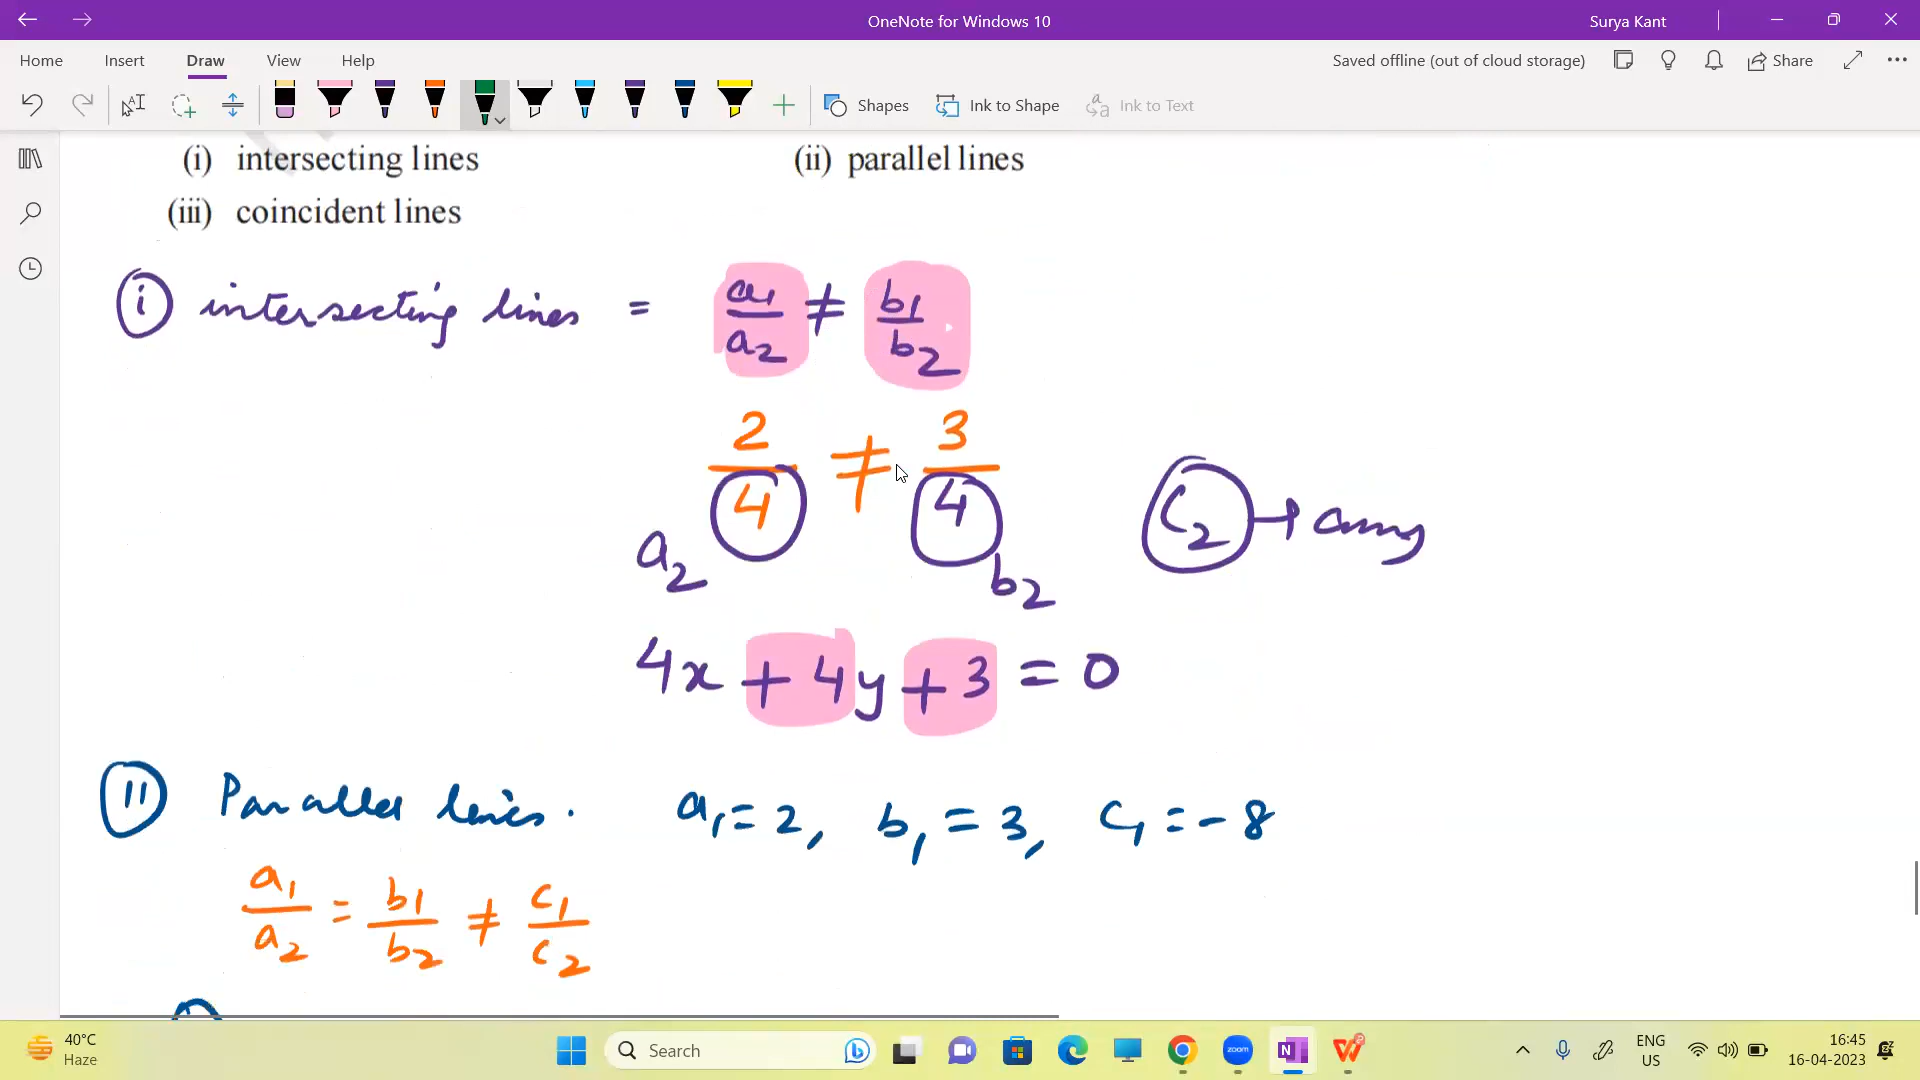 OneNote for Windows 10
Surya Kant
Home Insert Draw View Help
Saved offline (out of cloud storage) Share
Shapes Ink to Shape Ink to Text
(i) intersecting lines (ii) parallel lines
(iii) coincident lines
(i) intersecting lines = a1/a2 ≠ b1/b2
2/4 ≠ 3/4
a2 b2 C2 → any
4x + 4y + 3 = 0
(II) Parallel lines. a1 = 2, b1 = 3, C1 = - 8
a1/a2 = b1/b2 ≠ c1/c2
40°C
Haze
Search
zoom
ENG
US
16:45
16-04-2023